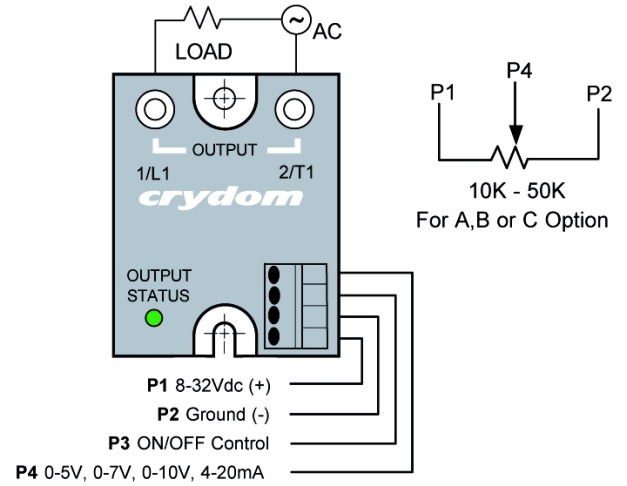 AC
LOAD
OUTPUT
1/L1
2/T1
crydom
OUTPUT
STATUS
P1 8-32Vdc (+)
P2 Ground (-)
P3 ON/OFF Control
P4 0-5V, 0-7V, 0-10V, 4-20mA
P4
P1
P2
10K - 50K
For A,B or C Option